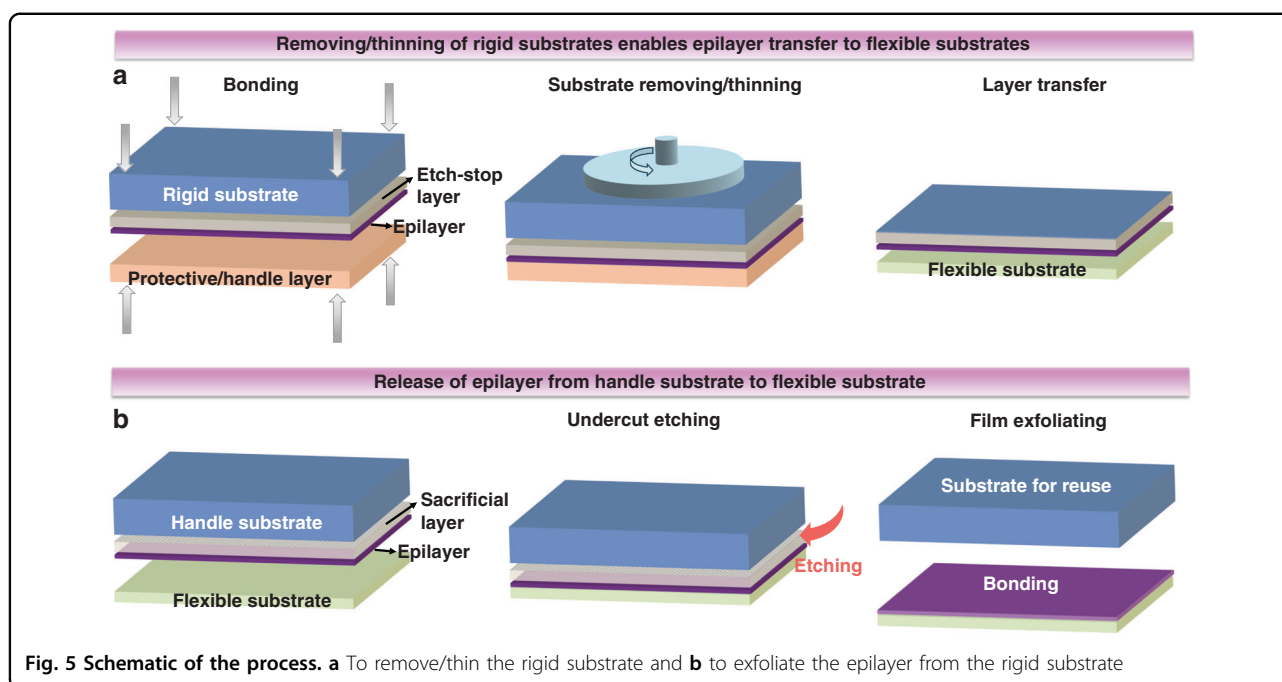 Removing/thinning of rigid substrates enables epilayer transfer to flexible substrates
a
Bonding
Substrate removing/thinning
Layer transfer
Rigid substrate
Etch-stop
layer
Epilayer
Protective/handle layer
Flexible substrate
Release of epilayer from handle substrate to flexible substrate
b
Undercut etching
Film exfoliating
Handle substrate
Sacrificial
layer
Epilayer
Flexible substrate
Etching
Substrate for reuse
Bonding
Fig. 5 Schematic of the process. a To remove/thin the rigid substrate and b to exfoliate the epilayer from the rigid substrate